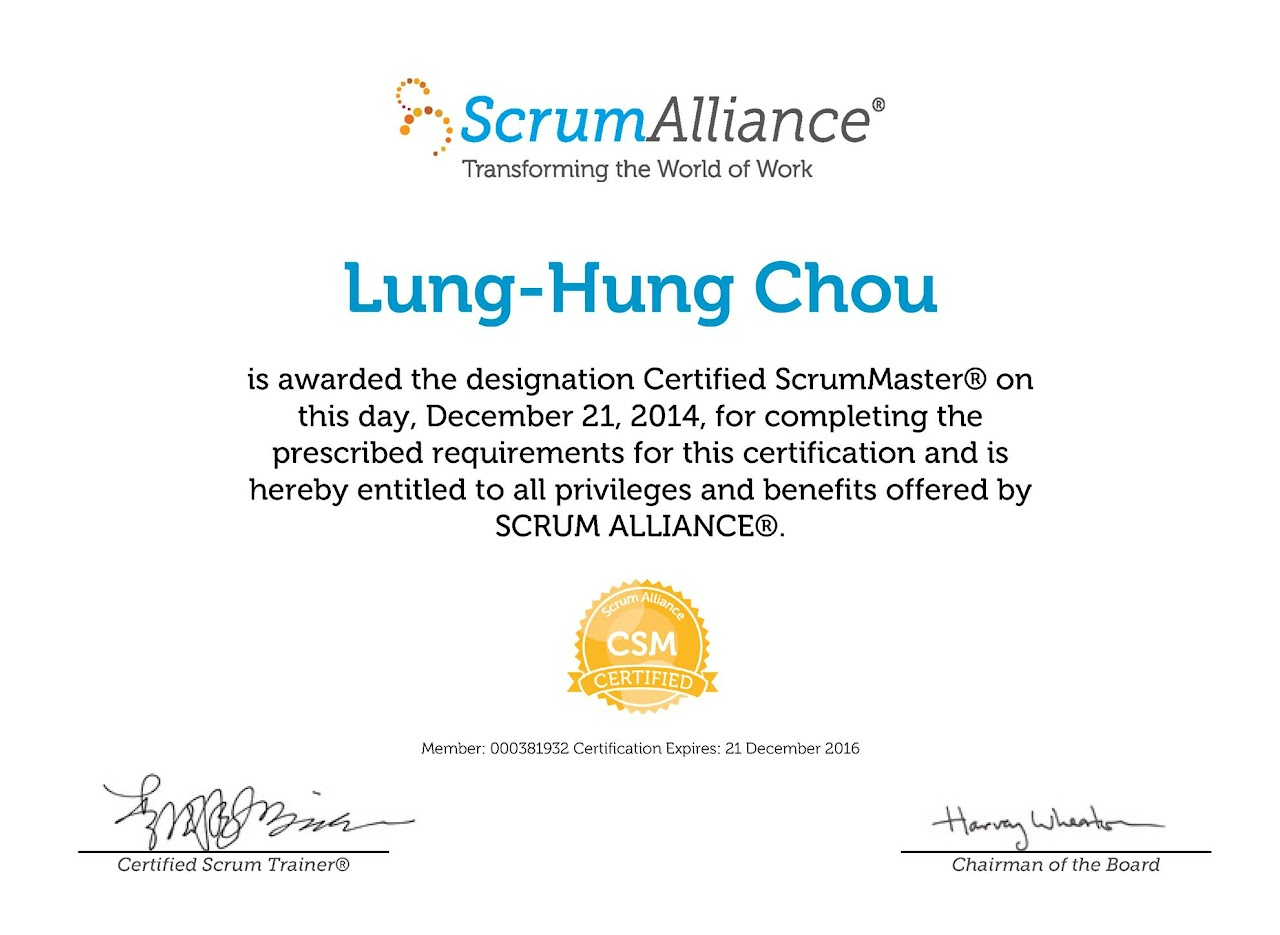 ScrumAlliance®
Transforming the World of Work
Lung-Hung Chou
is awarded the designation Certified ScrumMaster® on
this day, December 21, 2014, for completing the
prescribed requirements for this certification and is
hereby entitled to all privileges and benefits offered by
SCRUM ALLIANCE®.
Scrum Alliance
CSM
CERTIFIED
Member: 000381932 Certification Expires: 21 December 2016
Harvey Wheaton
Certified Scrum Trainer®
Chairman of the Board